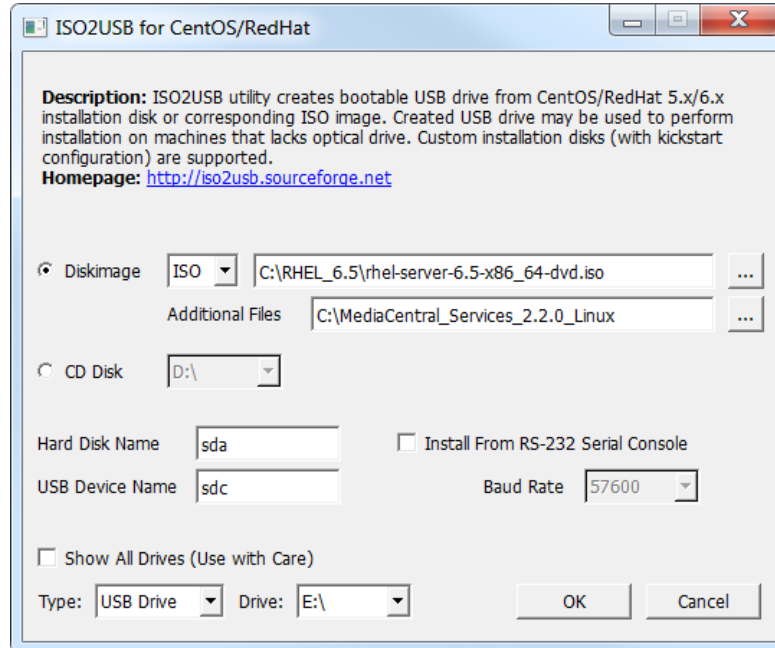 ISO2USB for CentOS/RedHat
Description: ISO2USB utility creates bootable USB drive from CentOS/RedHat 5.x/6.x
installation disk or corresponding ISO image. Created USB drive may be used to perform
installation on machines that lacks optical drive. Custom installation disks (with kickstart
configuration) are supported.
Homepage: http://iso2usb.sourceforge.net
Diskimage ISO C:\RHEL_6.5\rhel-server-6.5-x86_64-dvd.iso ...
Additional Files C:\MediaCentral_Services_2.2.0_Linux ...
CD Disk D:\
Hard Disk Name sda Install From RS-232 Serial Console
USB Device Name sdc Baud Rate 57600
Show All Drives (Use with Care)
Type: USB Drive Drive: E:\ OK Cancel